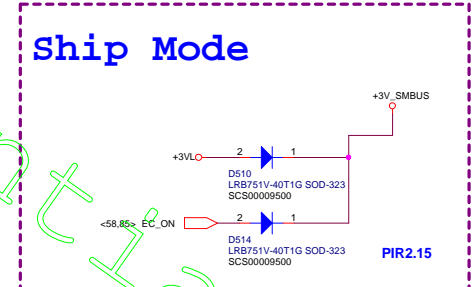 Ship Mode
+3V_SMBUS
+3VL
2
1
D510
LRB751V-40T1G SOD-323
SCS00009500
<58,85> EC_ON
2
1
D514
LRB751V-40T1G SOD-323
SCS00009500
PIR2.15